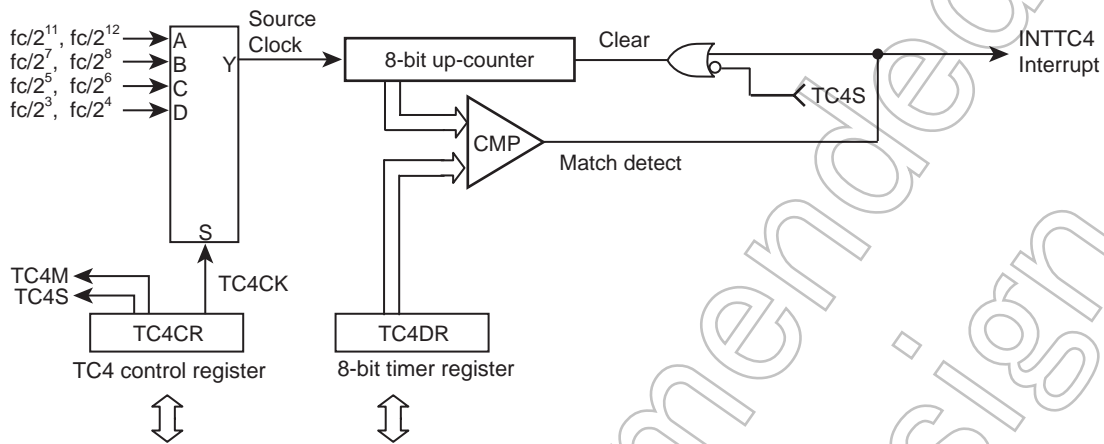 fc/2¹¹, fc/2¹²
fc/2⁷, fc/2⁸
fc/2⁵, fc/2⁶
fc/2³, fc/2⁴
A
B
C
D
Y
S
Source
Clock
8-bit up-counter
Clear
INTTC4
Interrupt
TC4S
CMP
Match detect
TC4M
TC4S
TC4CK
TC4CR
TC4 control register
TC4DR
8-bit timer register
mended
sign